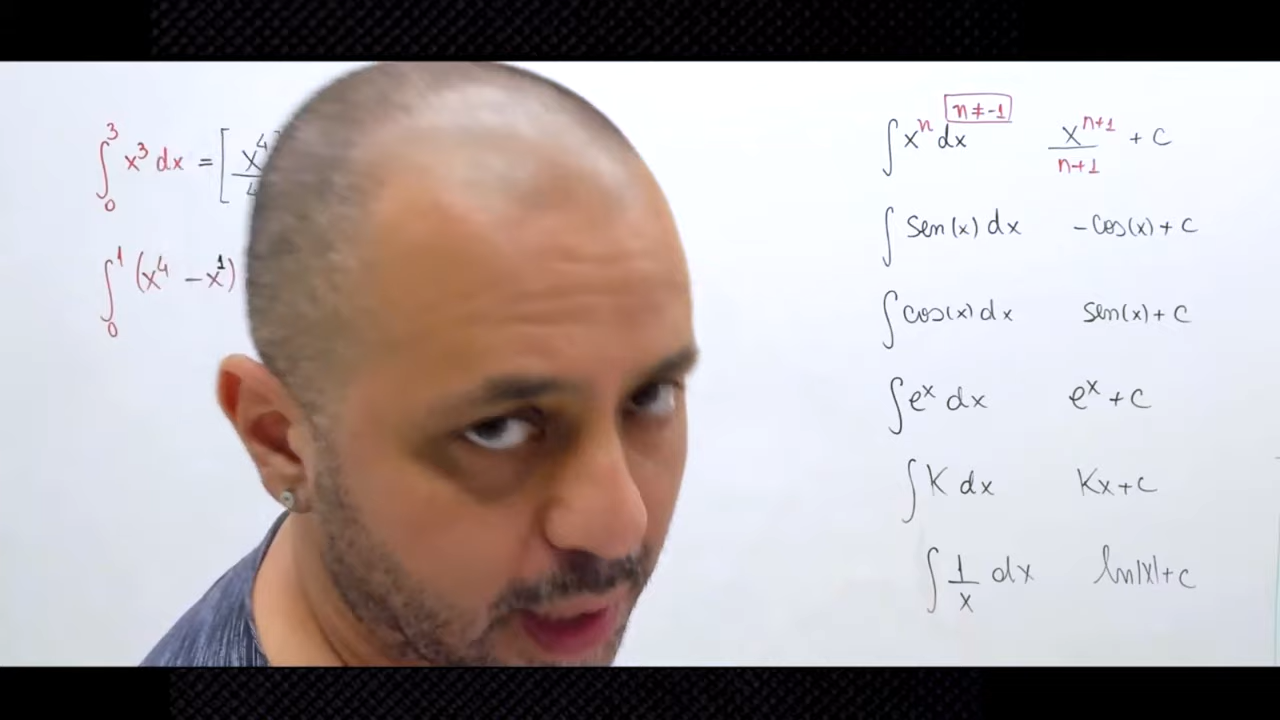 ∫₀³ x³ dx = [x⁴/4
∫₀¹ (x⁴ - x¹)
∫ xⁿ dx n≠-1 xⁿ⁺¹/n+1 + c
∫ sen(x) dx -cos(x) + c
∫ cos(x) dx sen(x) + c
∫ eˣ dx eˣ + c
∫ K dx Kx + c
∫ 1/x dx ln|x| + c